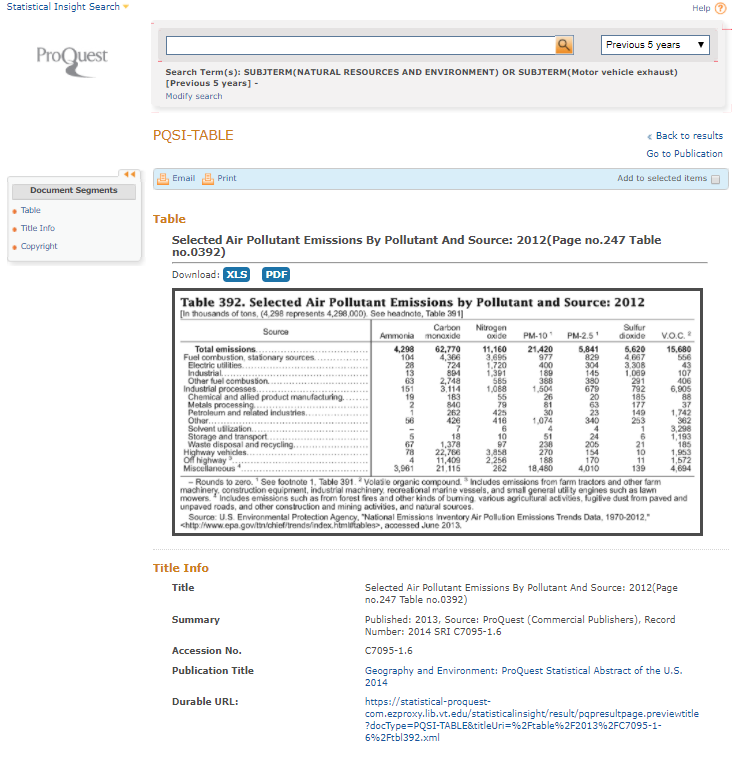 Statistical Insight Search
Help ?
ProQuest
Previous 5 years
Search Term(s): SUBJTERM(NATURAL RESOURCES AND ENVIRONMENT) OR SUBJTERM(Motor vehicle exhaust)
[Previous 5 years] -
Modify search
PQSI-TABLE
« Back to results
Go to Publication
Document Segments
Table
Title Info
Copyright
Email Print Add to selected items
Table
Selected Air Pollutant Emissions By Pollutant And Source: 2012(Page no.247 Table
no.0392)
Download: XLS PDF
Table 392. Selected Air Pollutant Emissions by Pollutant and Source: 2012
[In thousands of tons, (4,298 represents 4,298,000). See headnote, Table 391]
Source Ammonia Carbon monoxide Nitrogen oxide PM-10 ¹ PM-2.5 ¹ Sulfur dioxide V.O.C. ²
Total emissions 4,298 62,770 11,160 21,420 5,841 5,620 15,680
Fuel combustion, stationary sources 104 4,366 3,695 977 829 4,667 556
Electric utilities 28 724 1,720 400 304 3,308 43
Industrial 13 894 1,391 189 145 1,069 107
Other fuel combustion 63 2,748 585 388 380 291 406
Industrial processes 151 3,114 1,088 1,504 679 792 6,905
Chemical and allied product manufacturing 19 183 55 26 20 185 88
Metals processing 2 840 79 81 63 177 37
Petroleum and related industries 1 262 425 30 23 149 1,742
Other 56 426 416 1,074 340 253 362
Solvent utilization – 7 6 4 4 1 3,298
Storage and transport 5 18 10 51 24 6 1,193
Waste disposal and recycling 67 1,378 97 238 205 21 185
Highway vehicles 78 22,766 3,858 270 154 10 1,953
Off highway ³ 4 11,409 2,256 188 170 11 1,572
Miscellaneous ⁴ 3,961 21,115 262 18,480 4,010 139 4,694
– Rounds to zero. ¹ See footnote 1, Table 391. ² Volatile organic compound. ³ Includes emissions from farm tractors and other farm
machinery, construction equipment, industrial machinery, recreational marine vessels, and small general utility engines such as lawn
mowers. ⁴ Includes emissions such as from forest fires and other kinds of burning, various agricultural activities, fugitive dust from paved and
unpaved roads, and other construction and mining activities, and natural sources.
Source: U.S. Environmental Protection Agency, "National Emissions Inventory Air Pollution Emissions Trends Data, 1970-2012,"
<http://www.epa.gov/ttn/chief/trends/index.html#tables>, accessed June 2013.
Title Info
Title Selected Air Pollutant Emissions By Pollutant And Source: 2012(Page
no.247 Table no.0392)
Summary Published: 2013, Source: ProQuest (Commercial Publishers), Record
Number: 2014 SRI C7095-1.6
Accession No. C7095-1.6
Publication Title Geography and Environment: ProQuest Statistical Abstract of the U.S.
2014
Durable URL: https://statistical-proquest-
com.ezproxy.lib.vt.edu/statisticalinsight/result/pqpresultpage.previewtitle
?docType=PQSI-TABLE&titleUri=%2Ftable%2F2013%2FC7095-1-
6%2Ftbl392.xml